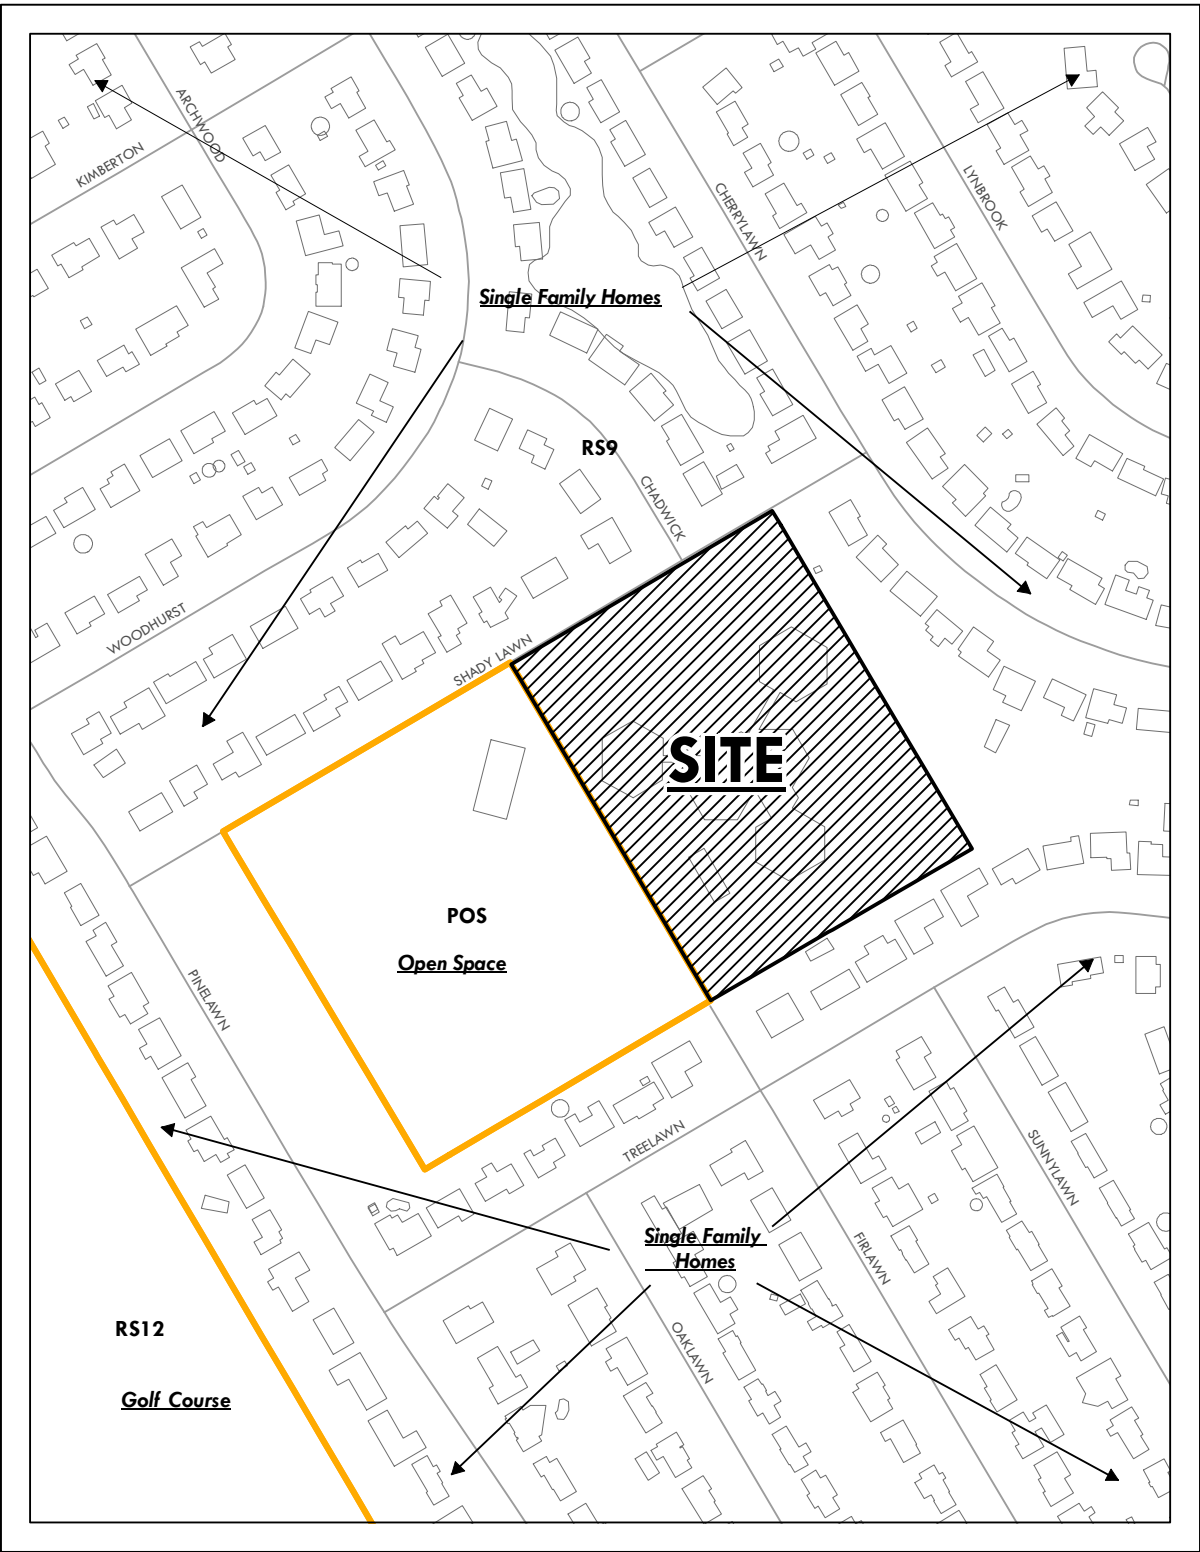 ARCHWOOD
KIMBERTON
CHERRYLAWN
LYNBROOK
Single Family Homes
RS9
CHADWICK
WOODHURST
SHADY LAWN
SITE
POS
Open Space
PINELAWN
TREELAWN
SUNNYLAWN
Single Family
Homes
FIRLAWN
RS12
OAKLAWN
Golf Course